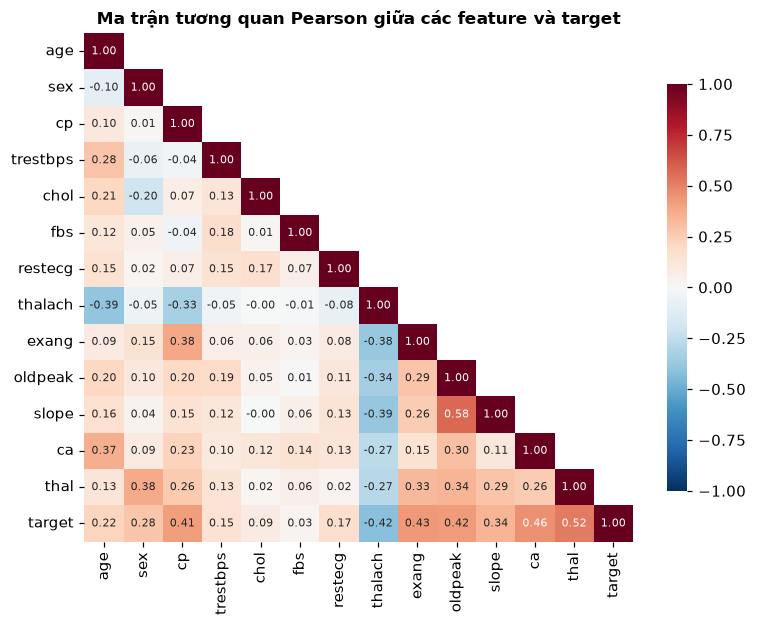 Ma trận tương quan Pearson giữa các feature và target
age 1.00
sex -0.10 1.00
cp 0.10 0.01 1.00
trestbps 0.28 -0.06 -0.04 1.00
chol 0.21 -0.20 0.07 0.13 1.00
fbs 0.12 0.05 -0.04 0.18 0.01 1.00
restecg 0.15 0.02 0.07 0.15 0.17 0.07 1.00
thalach -0.39 -0.05 -0.33 -0.05 -0.00 -0.01 -0.08 1.00
exang 0.09 0.15 0.38 0.06 0.06 0.03 0.08 -0.38 1.00
oldpeak 0.20 0.10 0.20 0.19 0.05 0.01 0.11 -0.34 0.29 1.00
slope 0.16 0.04 0.15 0.12 -0.00 0.06 0.13 -0.39 0.26 0.58 1.00
ca 0.37 0.09 0.23 0.10 0.12 0.14 0.13 -0.27 0.15 0.30 0.11 1.00
thal 0.13 0.38 0.26 0.13 0.02 0.06 0.02 -0.27 0.33 0.34 0.29 0.26 1.00
target 0.22 0.28 0.41 0.15 0.09 0.03 0.17 -0.42 0.43 0.42 0.34 0.46 0.52 1.00
age sex cp trestbps chol fbs restecg thalach exang oldpeak slope ca thal target
1.00
0.75
0.50
0.25
0.00
−0.25
−0.50
−0.75
−1.00